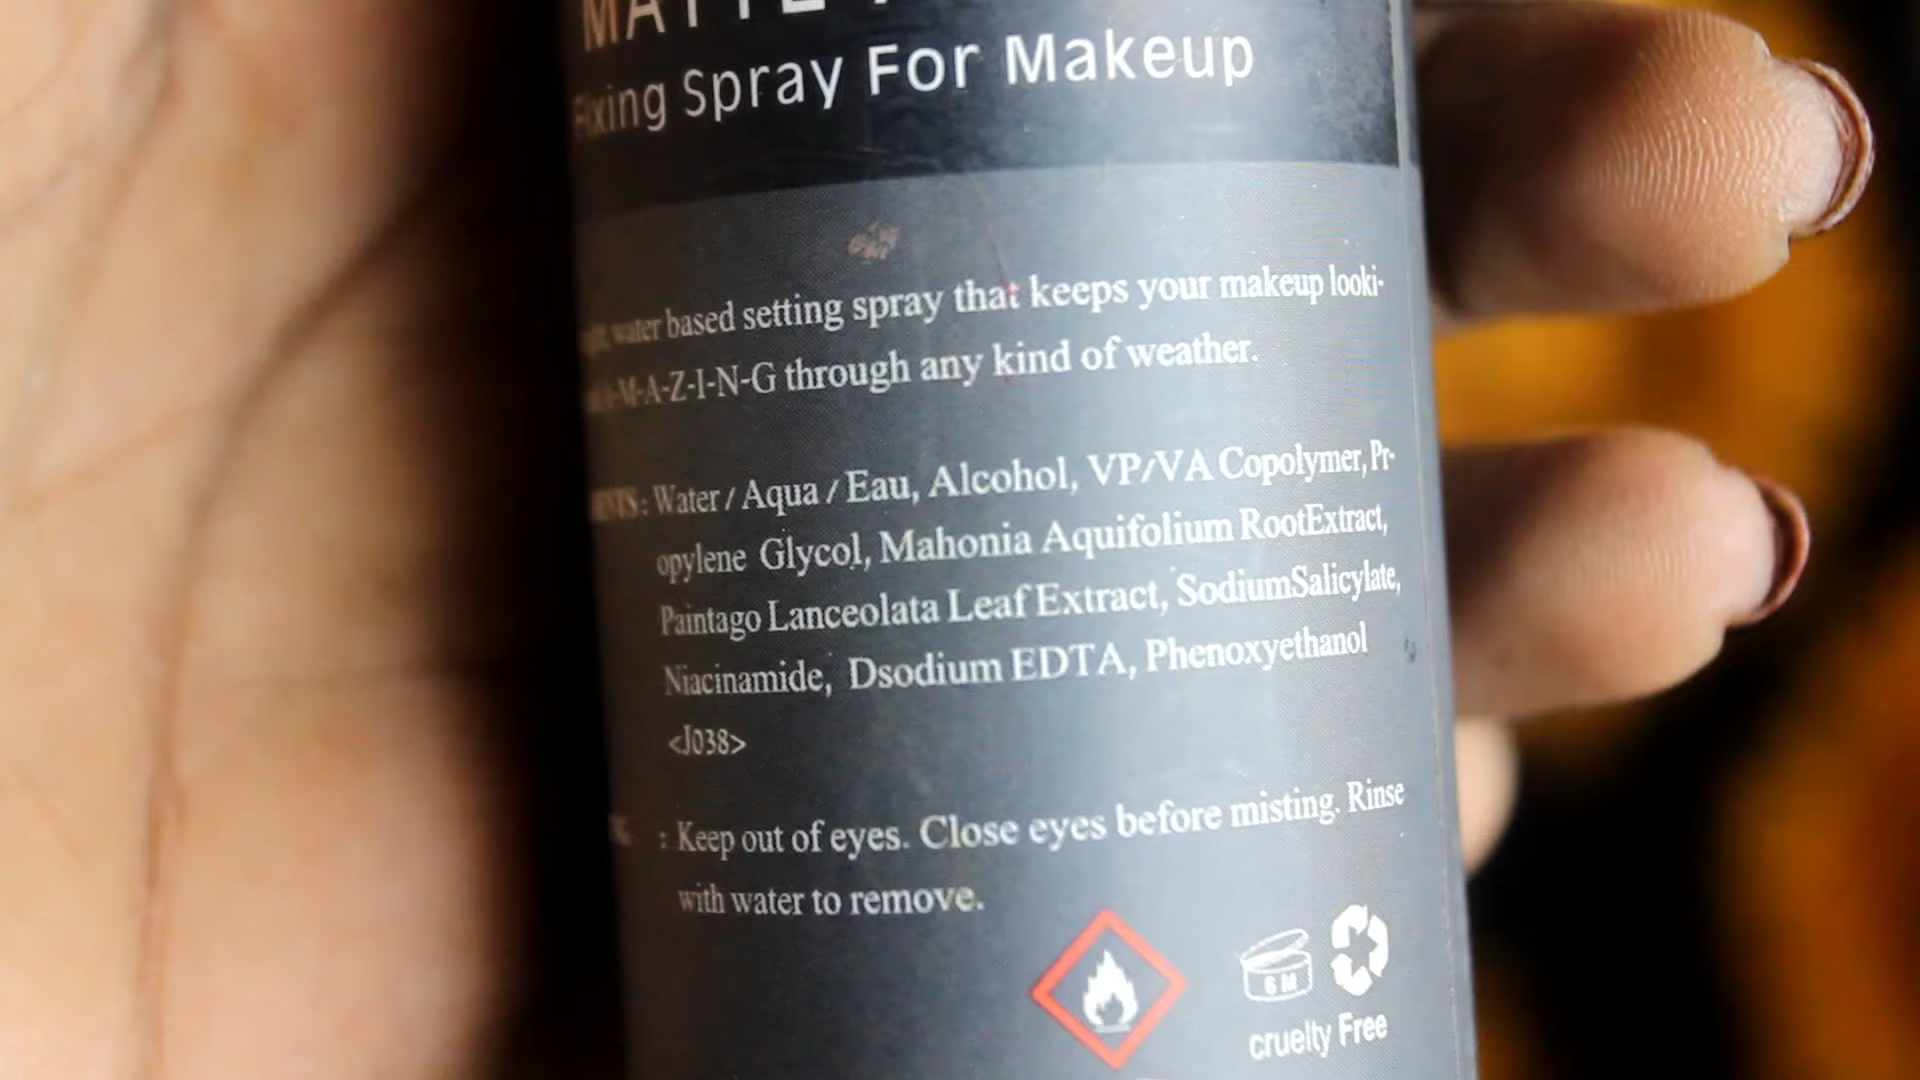 MATTE
Fixing Spray For Makeup
water based setting spray that keeps your makeup looki-
A-M-A-Z-I-N-G through any kind of weather.
: Water / Aqua / Eau, Alcohol, VP/VA Copolymer, Pr-
opylene Glycol, Mahonia Aquifolium RootExtract,
Paintago Lanceolata Leaf Extract, SodiumSalicylate,
Niacinamide, Dsodium EDTA, Phenoxyethanol
<J038>
: Keep out of eyes. Close eyes before misting. Rinse
with water to remove.
6 M
cruelty Free